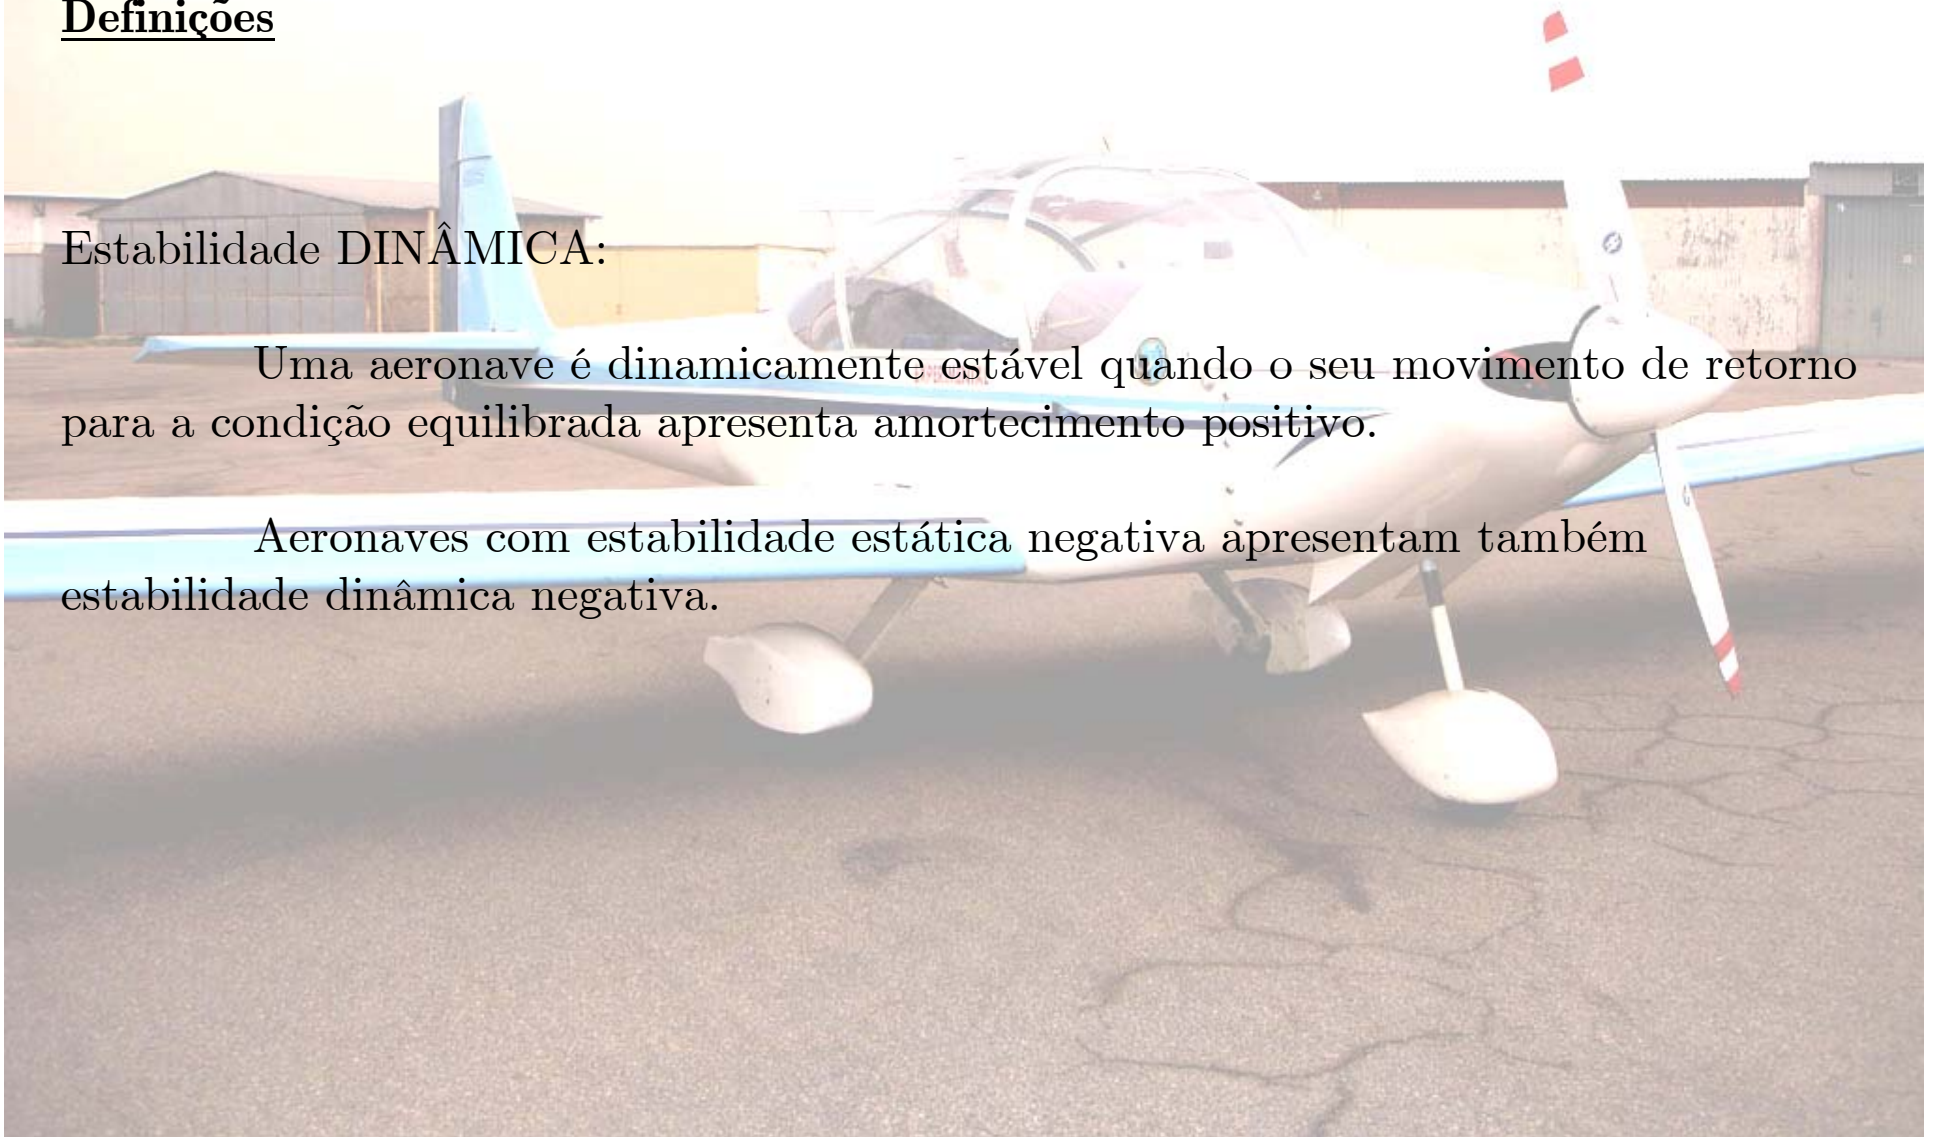 Definições
Estabilidade DINÂMICA:
Uma aeronave é dinamicamente estável quando o seu movimento de retorno
para a condição equilibrada apresenta amortecimento positivo.
Aeronaves com estabilidade estática negativa apresentam também
estabilidade dinâmica negativa.